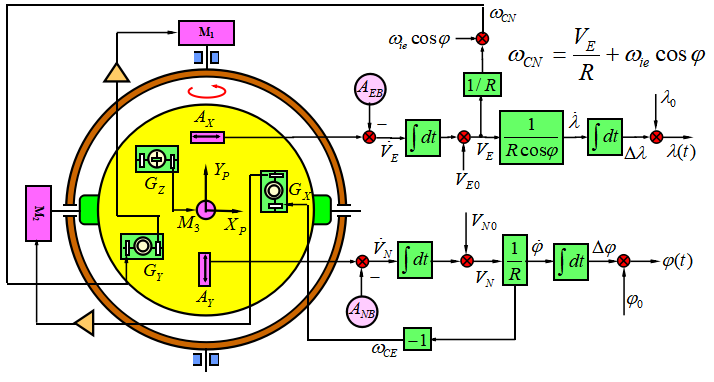 ω_CN
M₁
ω_ie cos φ
ω_CN = V_E / R + ω_ie cos φ
A_EB
1/R
λ₀
A_X
−
∫dt
1 / (R cos φ)
λ̇
∫dt
V̇_E
V_E
Δλ
λ(t)
G_Z
Y_P
G_X
V_E0
M₂
M₃
X_P
V_N0
G_Y
V̇_N
∫dt
1/R
φ̇
∫dt
Δφ
φ(t)
−
V_N
A_Y
A_NB
φ₀
−1
ω_CE